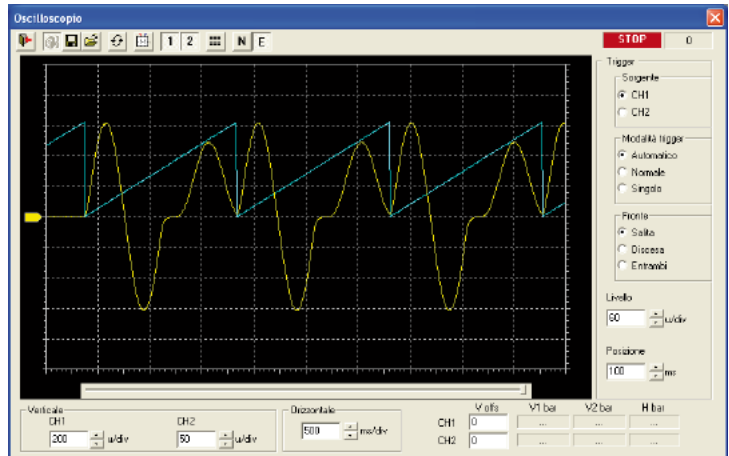 Oscilloscopio
1 2 N E STOP 0
Trigger
Sorgente
CH1
CH2
Modalità trigger
Automatico
Normale
Singolo
Fronte
Salita
Discesa
Entrambi
Livello
60 u/div
Posizione
100 ms
Verticale
CH1 CH2
200 u/div 50 u/div
Orizzontale
500 ms/div
V offs V1 bar V2 bar H bar
CH1 0 ... ... ...
CH2 0 ... ... ...